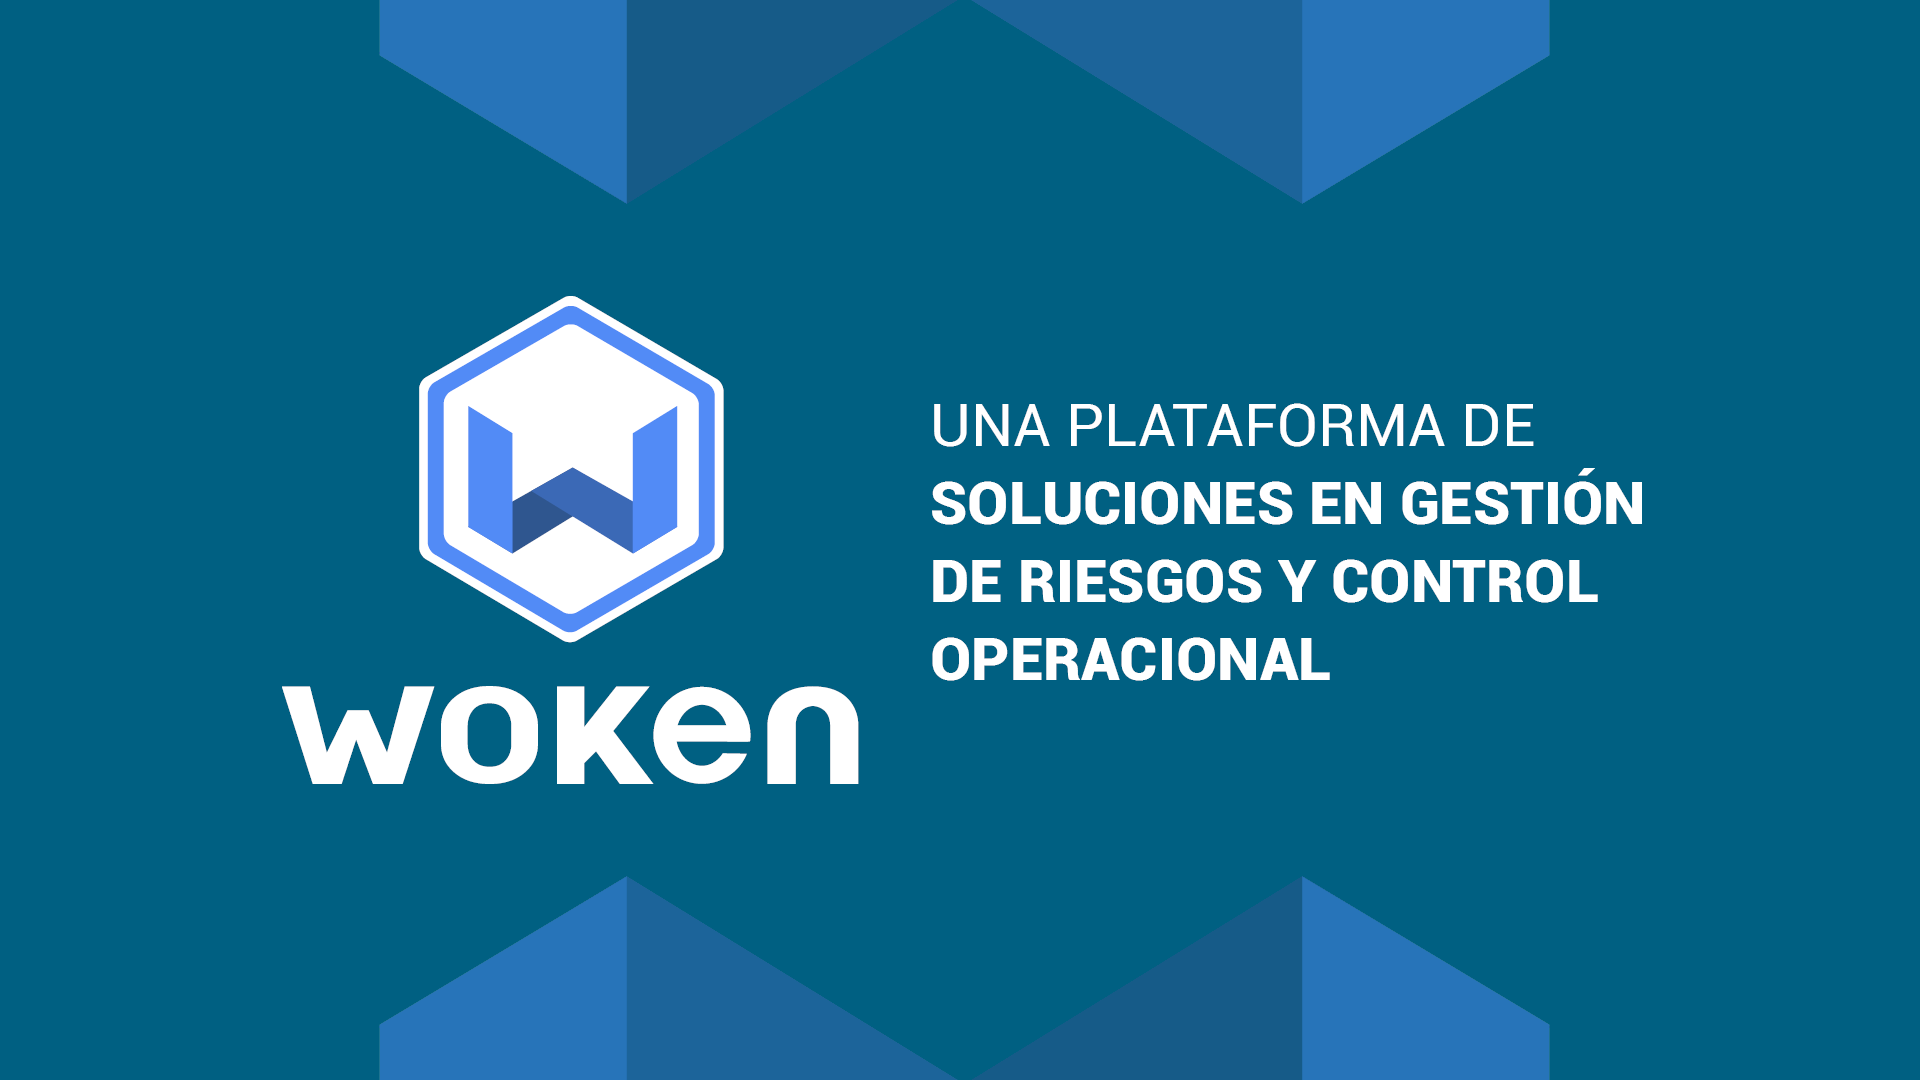 WOKEN
UNA PLATAFORMA DE
SOLUCIONES EN GESTIÓN
DE RIESGOS Y CONTROL
OPERACIONAL